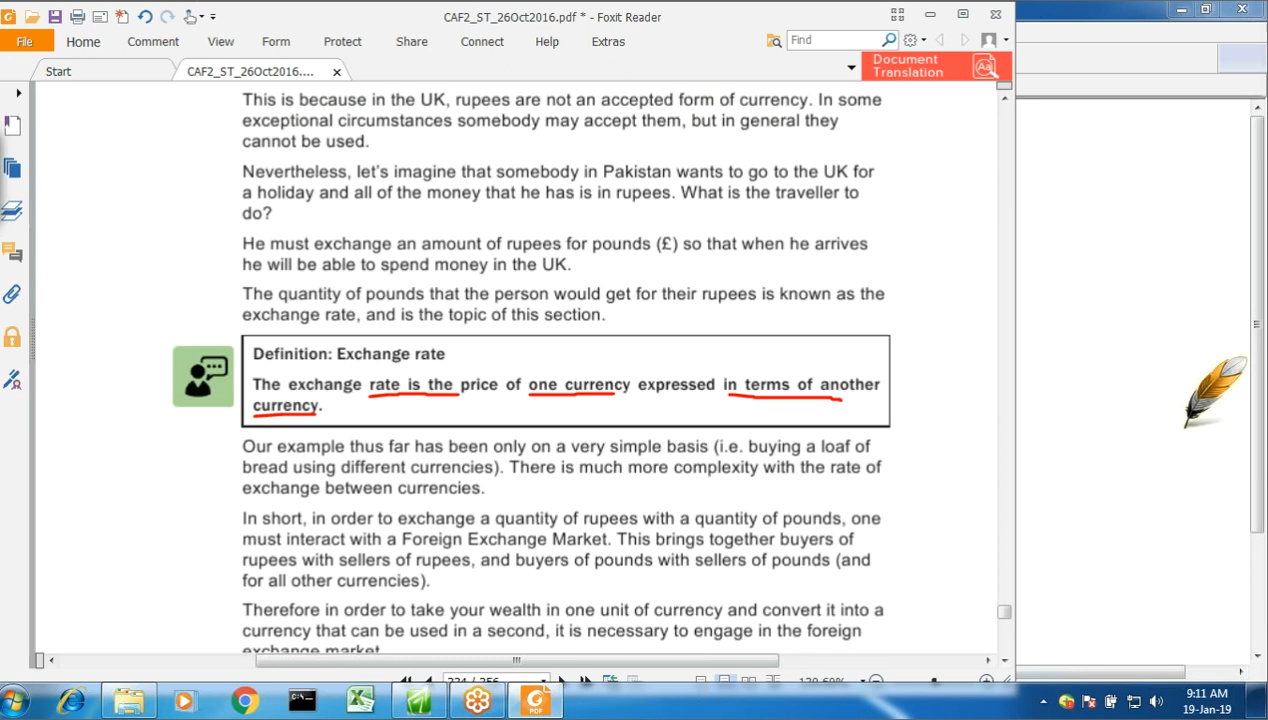 CAF2_ST_26Oct2016.pdf * - Foxit Reader
File Home Comment View Form Protect Share Connect Help Extras Find
Start CAF2_ST_26Oct2016.... Document
Translation
This is because in the UK, rupees are not an accepted form of currency. In some
exceptional circumstances somebody may accept them, but in general they
cannot be used.
Nevertheless, let's imagine that somebody in Pakistan wants to go to the UK for
a holiday and all of the money that he has is in rupees. What is the traveller to
do?
He must exchange an amount of rupees for pounds (£) so that when he arrives
he will be able to spend money in the UK.
The quantity of pounds that the person would get for their rupees is known as the
exchange rate, and is the topic of this section.
Definition: Exchange rate
The exchange rate is the price of one currency expressed in terms of another
currency.
Our example thus far has been only on a very simple basis (i.e. buying a loaf of
bread using different currencies). There is much more complexity with the rate of
exchange between currencies.
In short, in order to exchange a quantity of rupees with a quantity of pounds, one
must interact with a Foreign Exchange Market. This brings together buyers of
rupees with sellers of rupees, and buyers of pounds with sellers of pounds (and
for all other currencies).
Therefore in order to take your wealth in one unit of currency and convert it into a
currency that can be used in a second, it is necessary to engage in the foreign
exchange market.
PDF
9:11 AM
19-Jan-19